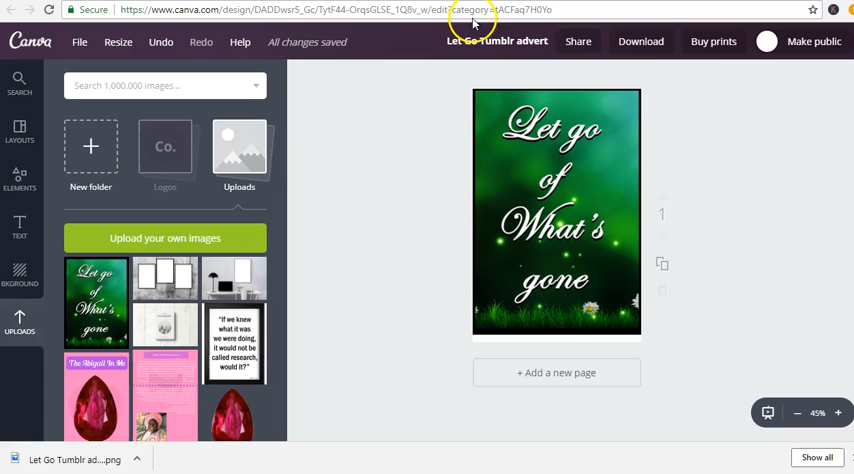 Secure https://www.canva.com/design/DADDwsr5_Gc/TytF44-OrqsGLSE_1Q8v_w/edit?category=tACFaq7H0Yo
Canva File Resize Undo Redo Help All changes saved Let Go Tumblr advert Share Download Buy prints Make public
SEARCH
LAYOUTS
ELEMENTS
TEXT
BKGROUND
UPLOADS
Search 1,000,000 images...
Co.
New folder Logos Uploads
Upload your own images
Let go
of
What's
gone
"If we knew
what it was
we were doing,
it would not be
called research,
would it?"
The Abigail In Me
Let go
of
What's
gone
1
+ Add a new page
45%
Let Go Tumblr ad....png
Show all